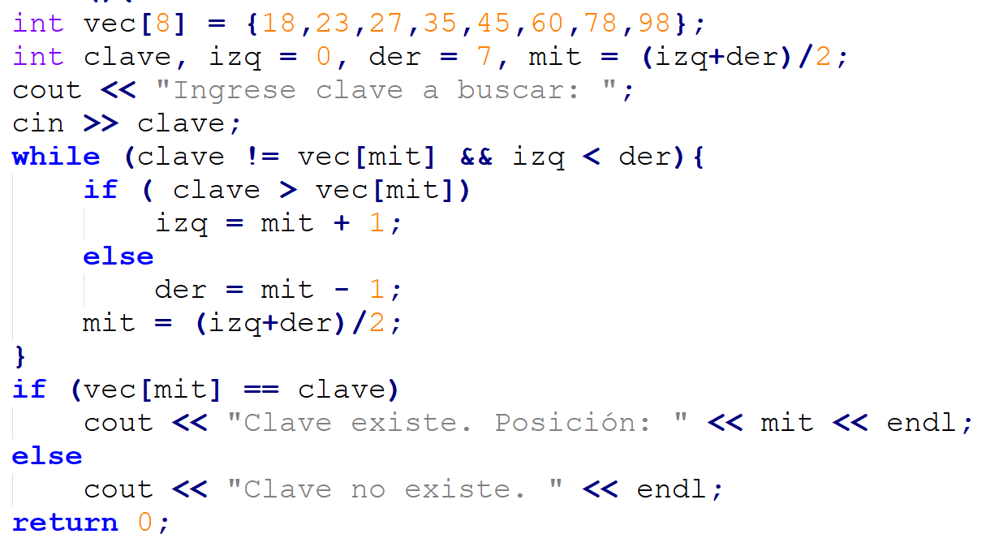 int vec[8] = {18,23,27,35,45,60,78,98};
int clave, izq = 0, der = 7, mit = (izq+der)/2;
cout << "Ingrese clave a buscar: ";
cin >> clave;
while (clave != vec[mit] && izq < der){
    if ( clave > vec[mit])
        izq = mit + 1;
    else
        der = mit - 1;
    mit = (izq+der)/2;
}
if (vec[mit] == clave)
    cout << "Clave existe. Posición: " << mit << endl;
else
    cout << "Clave no existe. " << endl;
return 0;